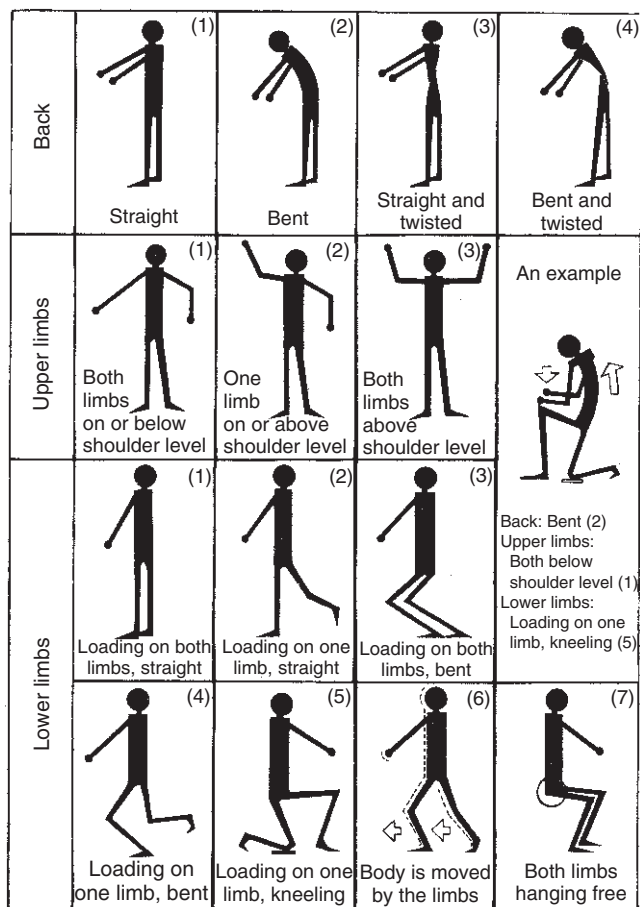 Back
(1)
Straight
(2)
Bent
(3)
Straight and
twisted
(4)
Bent and
twisted
Upper limbs
(1)
Both
limbs
on or below
shoulder level
(2)
One
limb
on or above
shoulder level
(3)
Both
limbs
above
shoulder level
An example
Back: Bent (2)
Upper limbs:
Both below
shoulder level (1)
Lower limbs:
Loading on one
limb, kneeling (5)
Lower limbs
(1)
Loading on both
limbs, straight
(2)
Loading on one
limb, straight
(3)
Loading on both
limbs, bent
(4)
Loading on
one limb, bent
(5)
Loading on one
limb, kneeling
(6)
Body is moved
by the limbs
(7)
Both limbs
hanging free